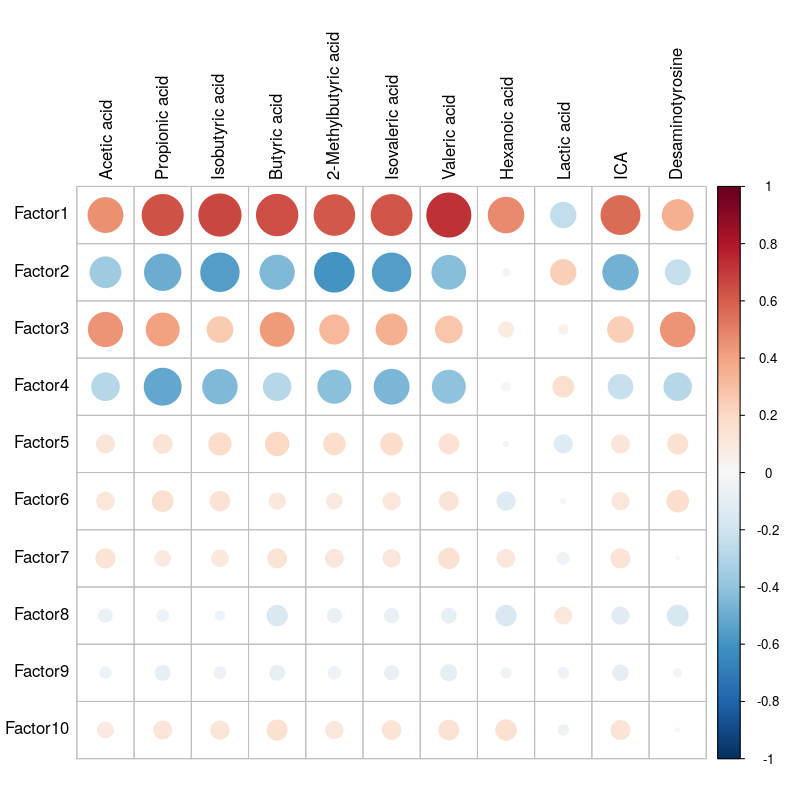 Acetic acid
Propionic acid
Isobutyric acid
Butyric acid
2-Methylbutyric acid
Isovaleric acid
Valeric acid
Hexanoic acid
Lactic acid
ICA
Desaminotyrosine
Factor1
Factor2
Factor3
Factor4
Factor5
Factor6
Factor7
Factor8
Factor9
Factor10
1
0.8
0.6
0.4
0.2
0
-0.2
-0.4
-0.6
-0.8
-1